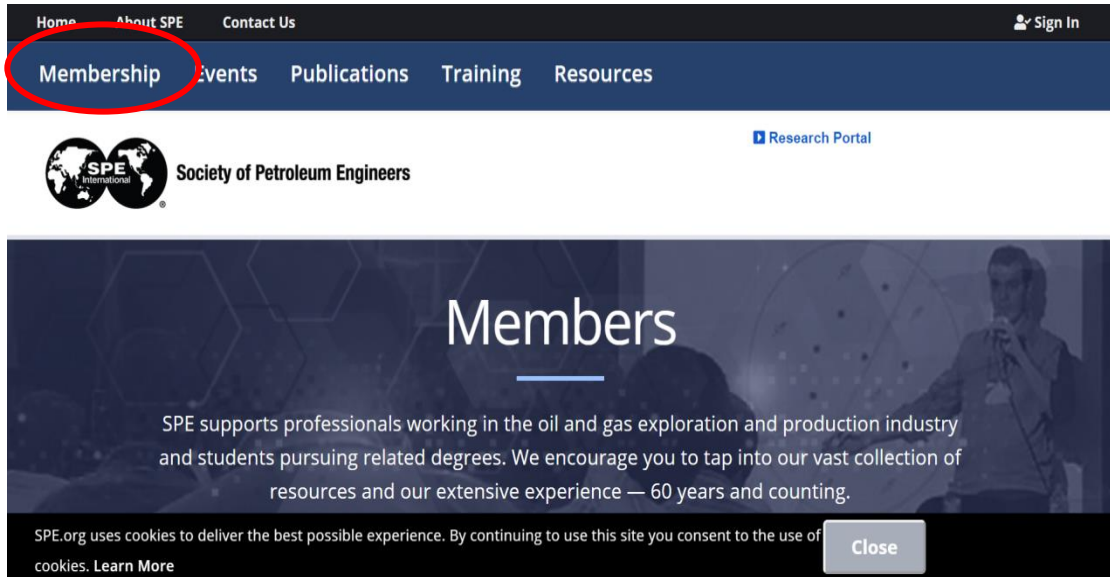 Home About SPE Contact Us Sign In
Membership Events Publications Training Resources
Research Portal
SPE
International
Society of Petroleum Engineers
®
Members
SPE supports professionals working in the oil and gas exploration and production industry
and students pursuing related degrees. We encourage you to tap into our vast collection of
resources and our extensive experience — 60 years and counting.
SPE.org uses cookies to deliver the best possible experience. By continuing to use this site you consent to the use of
cookies. Learn More
Close